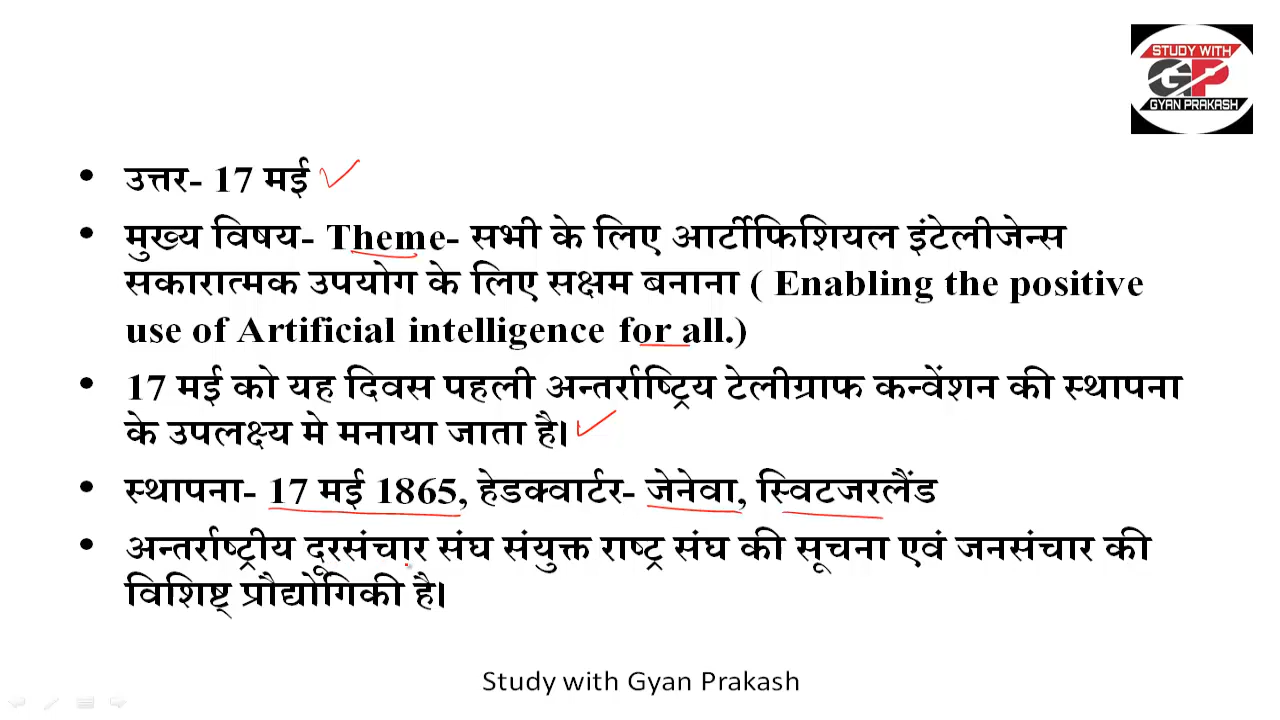 STUDY WITH
GP
GYAN PRAKASH
• उत्तर- 17 मई
• मुख्य विषय- Theme- सभी के लिए आर्टीफिशियल इंटेलीजेन्स
सकारात्मक उपयोग के लिए सक्षम बनाना ( Enabling the positive
use of Artificial intelligence for all.)
• 17 मई को यह दिवस पहली अन्तर्राष्ट्रिय टेलीग्राफ कन्वेंशन की स्थापना
के उपलक्ष्य मे मनाया जाता है।
• स्थापना- 17 मई 1865, हेडक्वार्टर- जेनेवा, स्विटजरलैंड
• अन्तर्राष्ट्रीय दूरसंचार संघ संयुक्त राष्ट्र संघ की सूचना एवं जनसंचार की
विशिष्ट् प्रौद्योगिकी है।
Study with Gyan Prakash